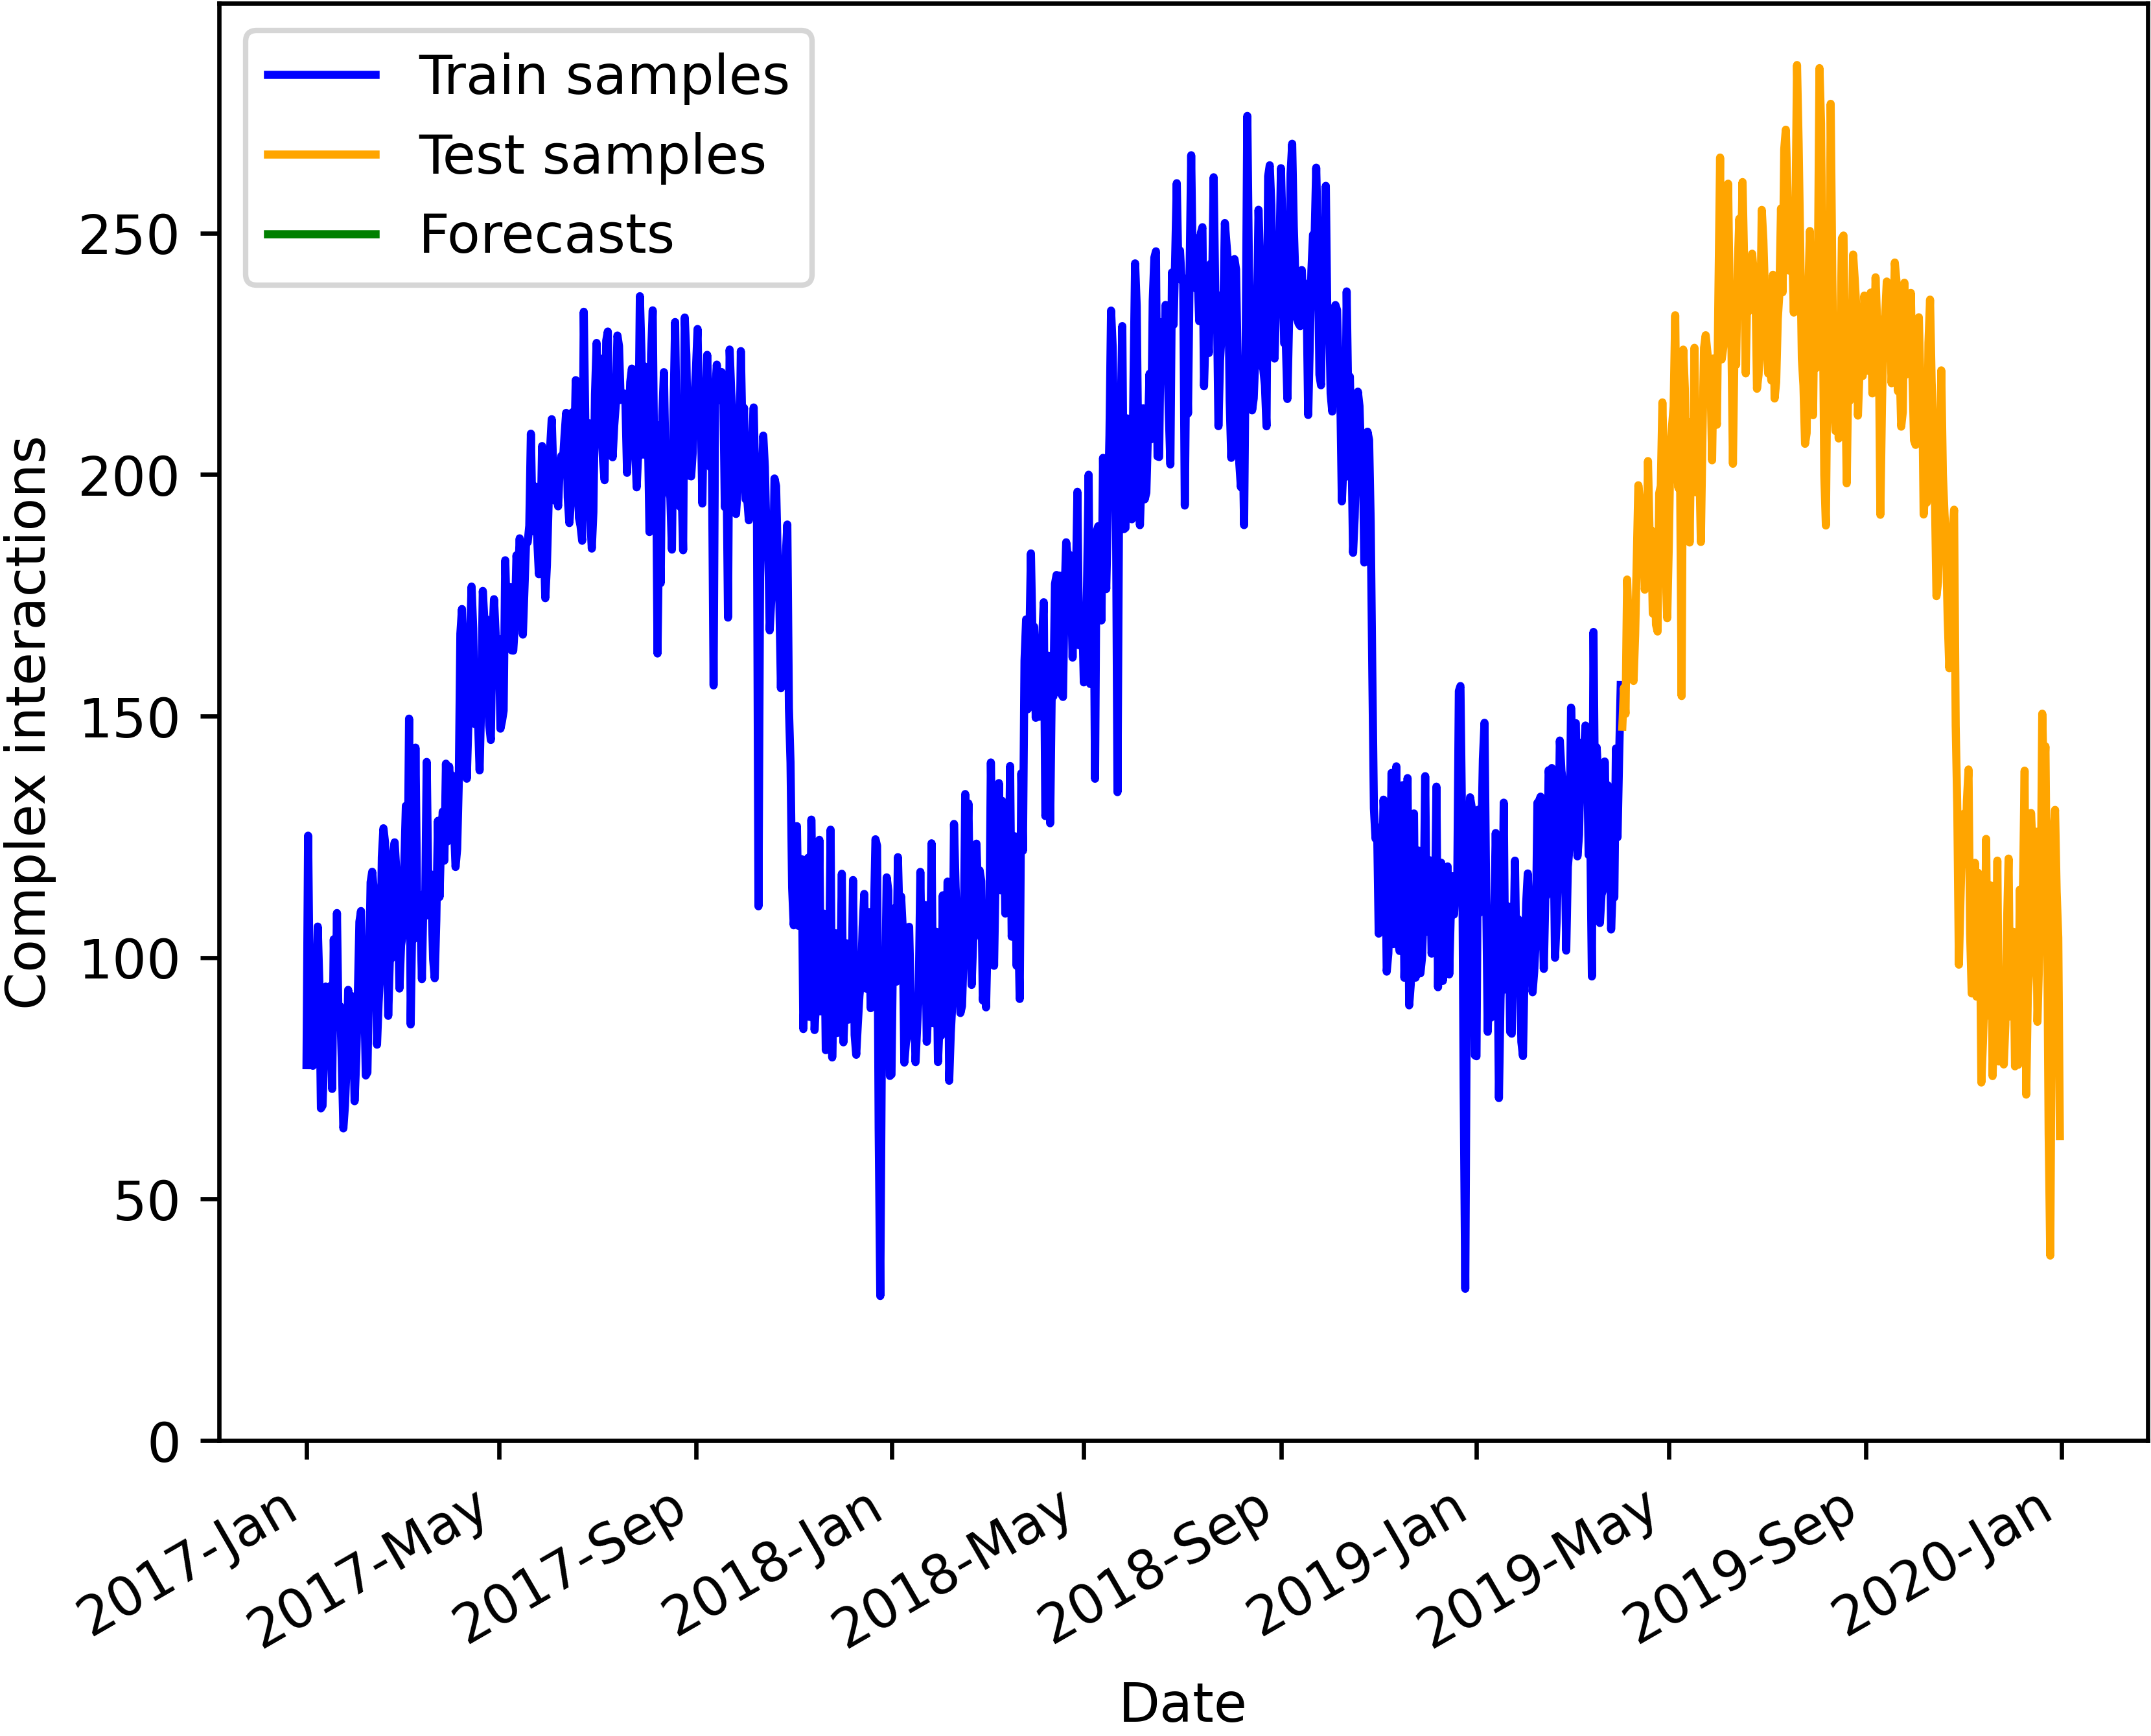 Train samples
Test samples
Forecasts
Complex interactions
250
200
150
100
50
0
2017-Jan
2017-May
2017-Sep
2018-Jan
2018-May
2018-Sep
2019-Jan
2019-May
2019-Sep
2020-Jan
Date